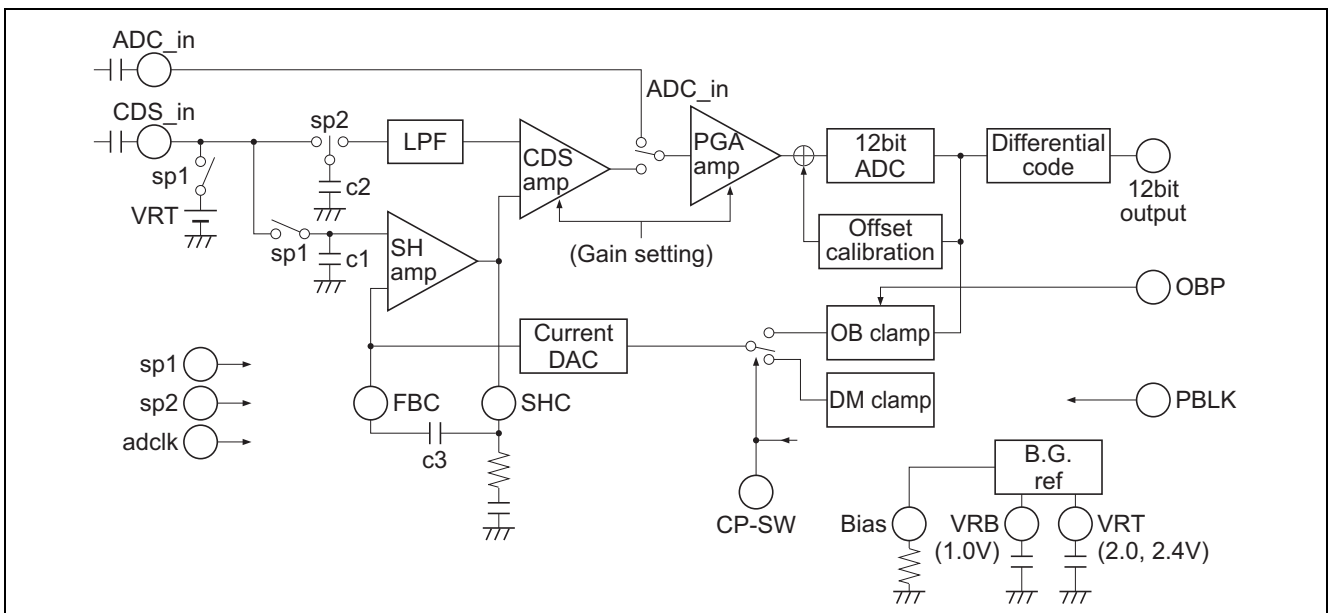 ADC_in
CDS_in
sp1
VRT
sp2
c2
LPF
sp1
c1
SH
amp
CDS
amp
ADC_in
PGA
amp
(Gain setting)
12bit
ADC
Offset
calibration
Differential
code
12bit
output
OBP
OB clamp
DM clamp
Current
DAC
PBLK
sp1
sp2
adclk
FBC
SHC
c3
CP-SW
B.G.
ref
Bias
VRB
(1.0V)
VRT
(2.0, 2.4V)